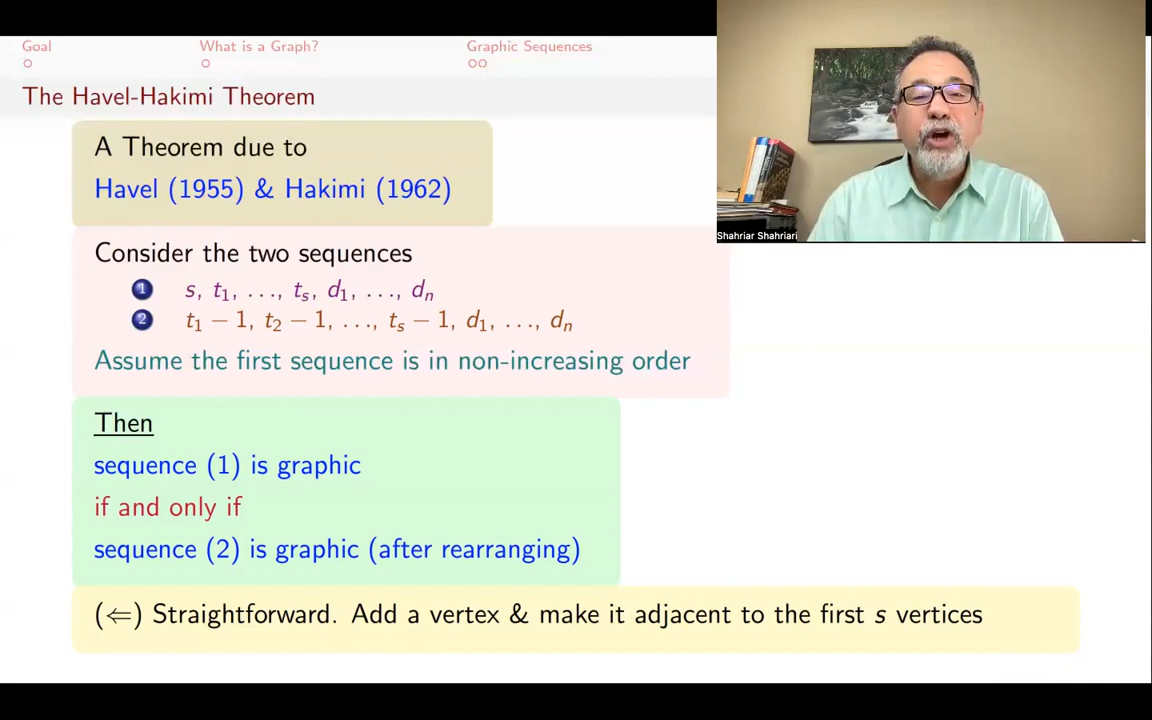 Goal
What is a Graph?
Graphic Sequences
The Havel-Hakimi Theorem
A Theorem due to
Havel (1955) & Hakimi (1962)
Shahriar Shahriari
Consider the two sequences
1 s, t₁, …, tₛ, d₁, …, dₙ
2 t₁ − 1, t₂ − 1, …, tₛ − 1, d₁, …, dₙ
Assume the first sequence is in non-increasing order
Then
sequence (1) is graphic
if and only if
sequence (2) is graphic (after rearranging)
(⇐) Straightforward. Add a vertex & make it adjacent to the first s vertices